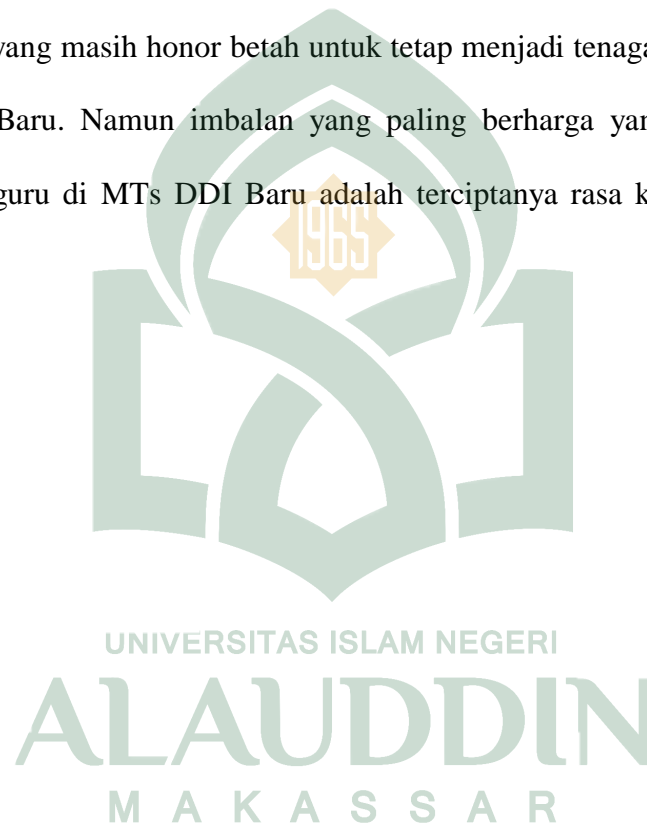 yang masih honor betah untuk tetap menjadi tenaga
Baru. Namun imbalan yang paling berharga
guru di MTs DDI Baru adalah terciptanya rasa
1965
UNIVERSITAS ISLAM NEGERI
ALAUDDIN
MAKASSAR